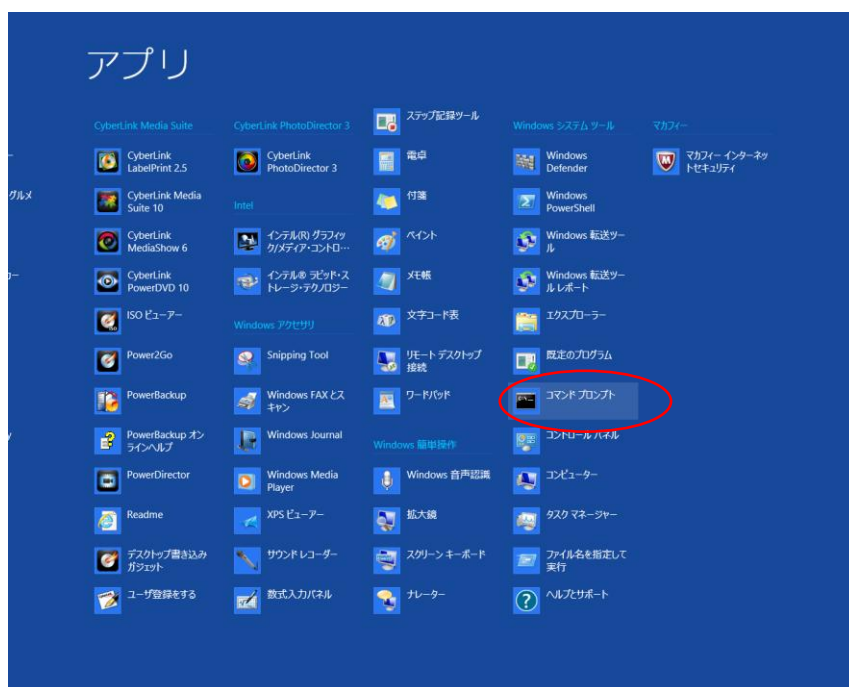 アプリ
グルメ
カー
y
CyberLink Media Suite
CyberLink
LabelPrint 2.5
CyberLink Media
Suite 10
CyberLink
MediaShow 6
CyberLink
PowerDVD 10
ISO ビューアー
Power2Go
PowerBackup
PowerBackup オン
ラインヘルプ
PowerDirector
Readme
デスクトップ書き込み
ガジェット
ユーザ登録をする
CyberLink PhotoDirector 3
CyberLink
PhotoDirector 3
Intel
インテル(R) グラフィッ
ク/メディア・コントロ…
インテル® ラピッド・ス
トレージ・テクノロジー
Windows アクセサリ
Snipping Tool
Windows FAX とス
キャン
Windows Journal
Windows Media
Player
XPS ビューアー
サウンド レコーダー
数式入力パネル
ステップ記録ツール
電卓
付箋
ペイント
メモ帳
文字コード表
リモート デスクトップ
接続
ワードパッド
Windows 簡単操作
Windows 音声認識
拡大鏡
スクリーン キーボード
ナレーター
Windows システム ツール
Windows
Defender
Windows
PowerShell
Windows 転送ツー
ル
Windows 転送ツー
ル レポート
エクスプローラー
既定のプログラム
コマンド プロンプト
コントロール パネル
コンピューター
タスク マネージャー
ファイル名を指定して
実行
ヘルプとサポート
マカフィー
マカフィー インターネッ
トセキュリティ